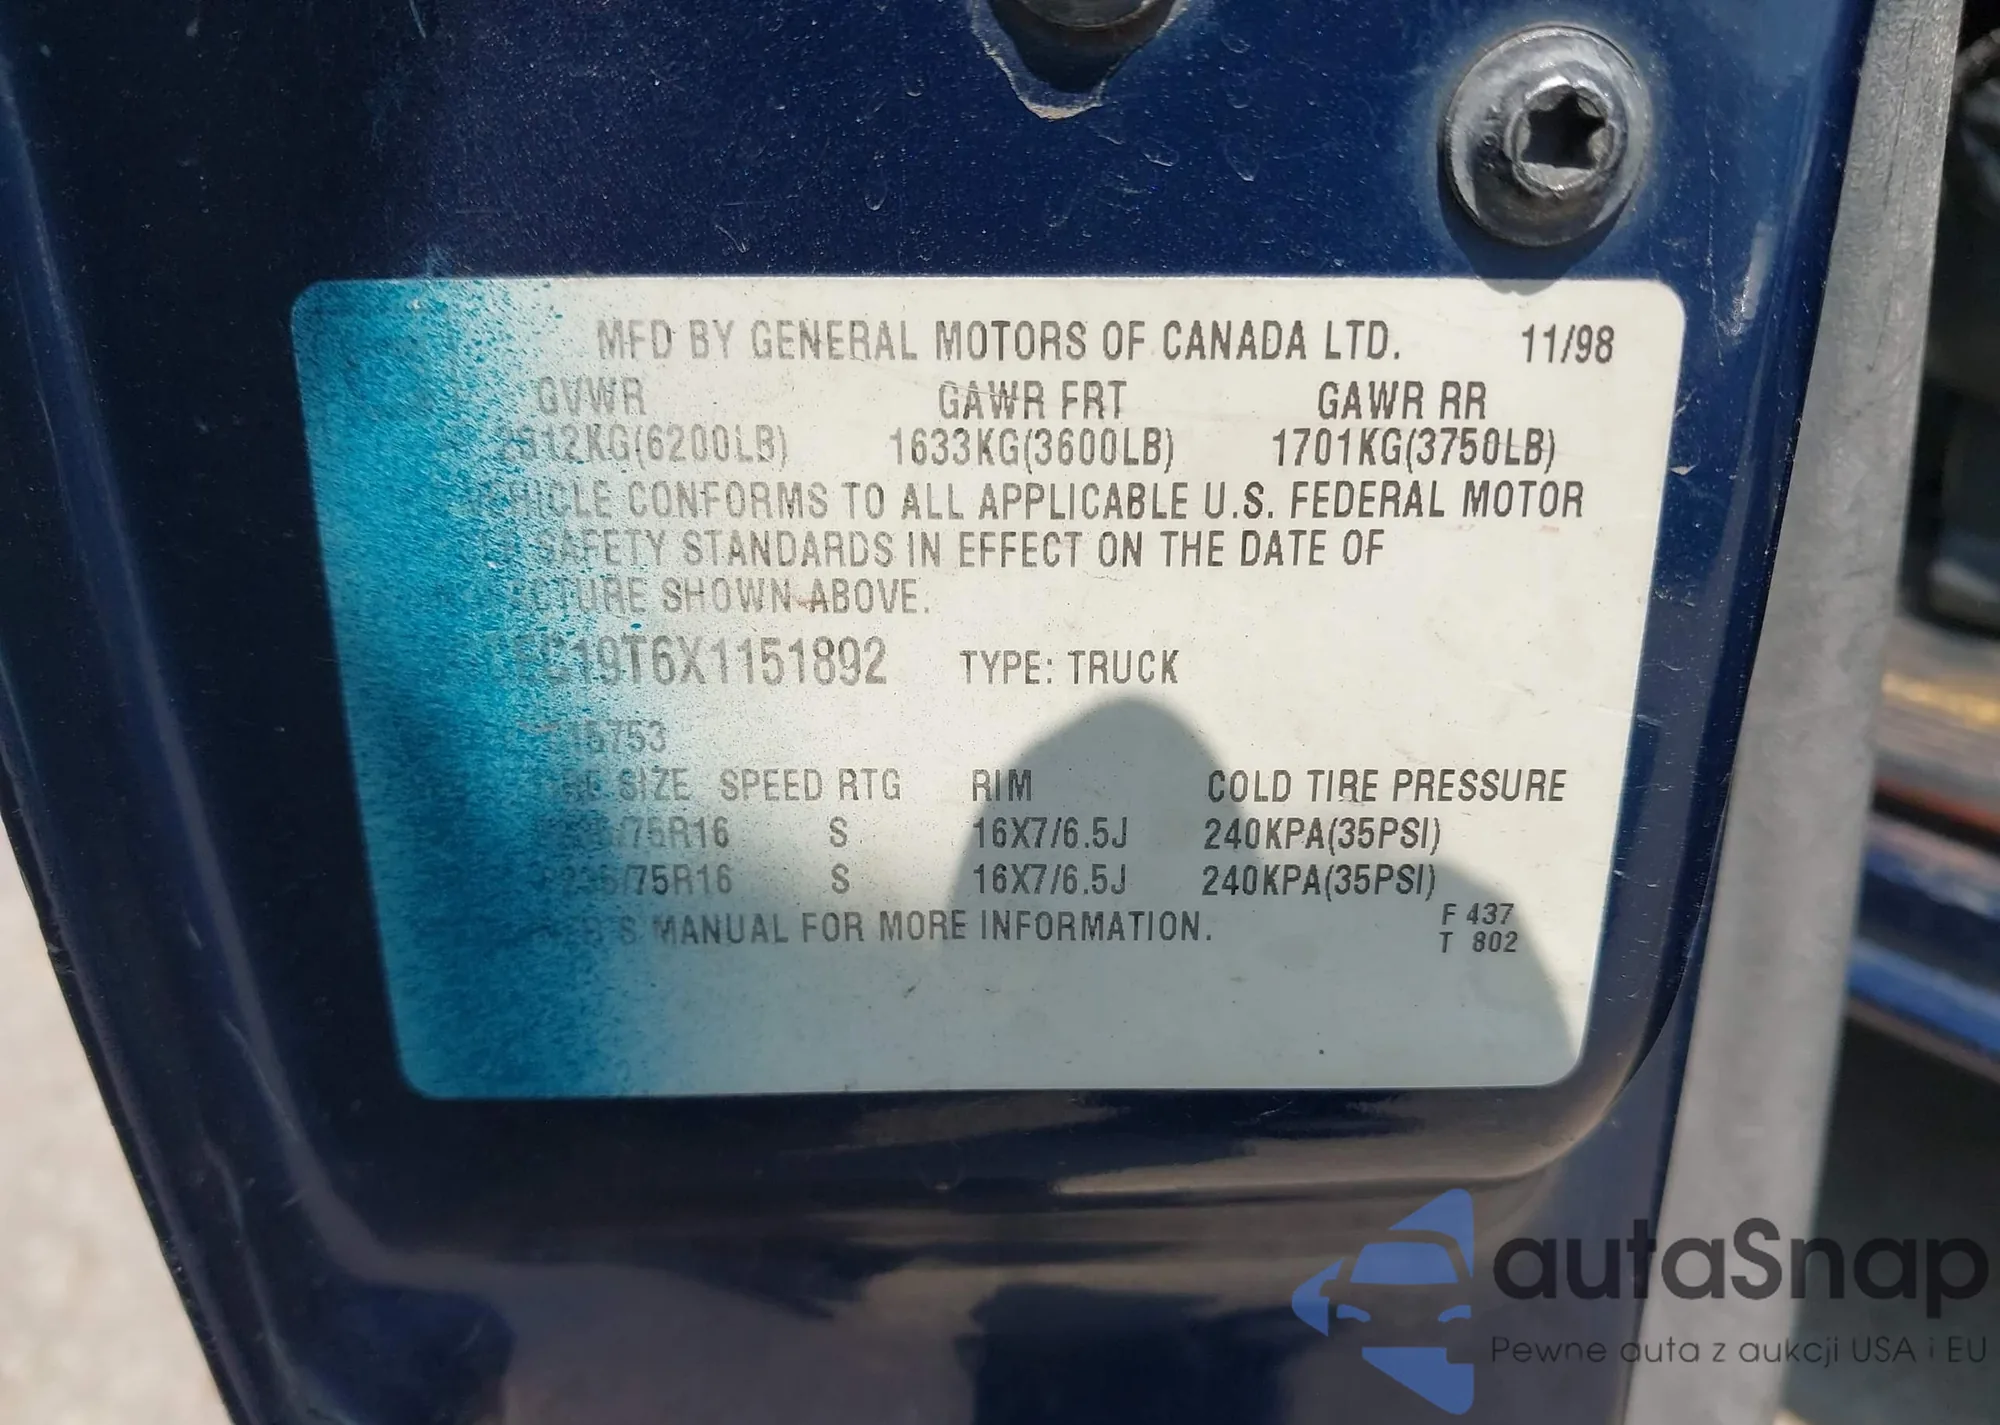 MFD BY GENERAL MOTORS OF CANADA LTD. 11/98
GVWR GAWR FRT GAWR RR
2812KG(6200LB) 1633KG(3600LB) 1701KG(3750LB)
VEHICLE CONFORMS TO ALL APPLICABLE U.S. FEDERAL MOTOR
SAFETY STANDARDS IN EFFECT ON THE DATE OF
SHOWN ABOVE.
TYPE: TRUCK
SIZE SPEED RTG RIM COLD TIRE PRESSURE
S 16X7/6.5J 240KPA(35PSI)
S 16X7/6.5J 240KPA(35PSI)
MANUAL FOR MORE INFORMATION.
F 437
T 802
autaSnap
Pewne auta z aukcji USA i EU